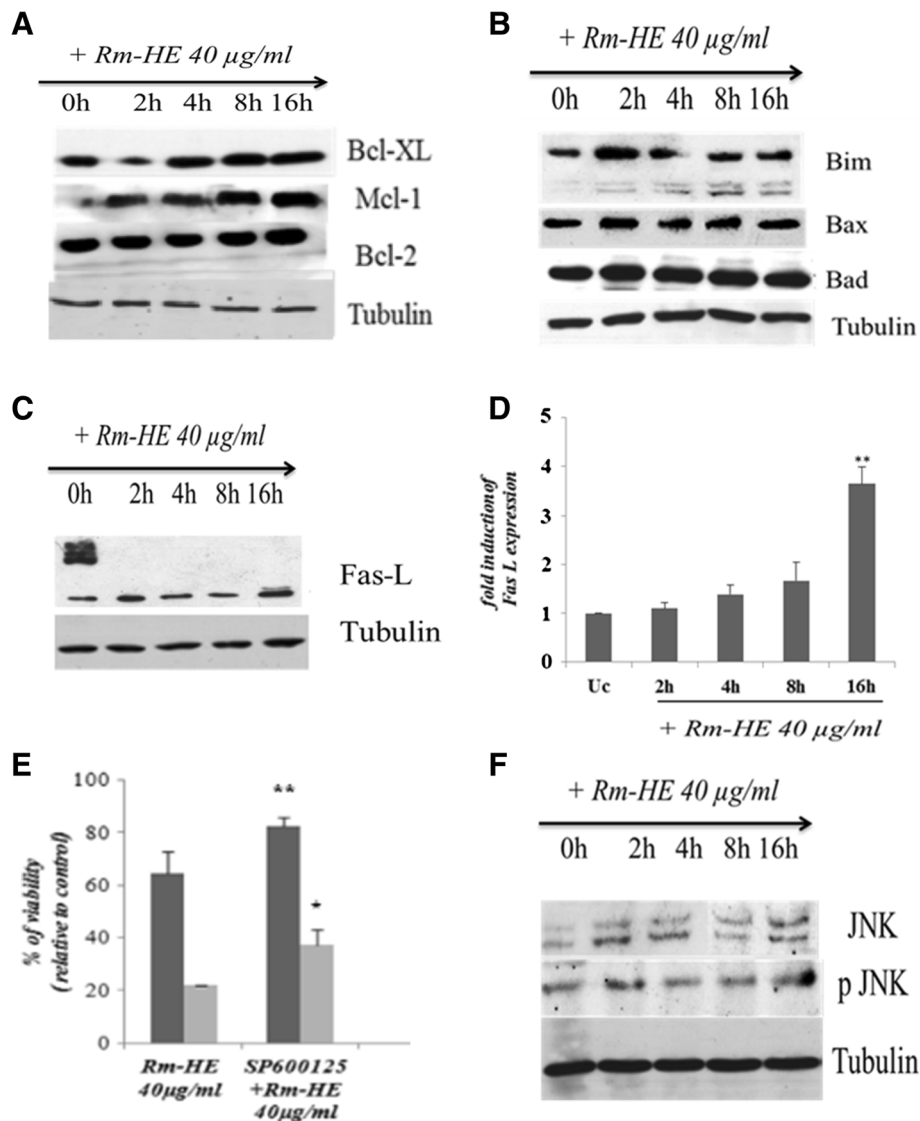 A
+ Rm-HE 40 µg/ml
0h 2h 4h 8h 16h
Bcl-XL
Mcl-1
Bcl-2
Tubulin
B
+ Rm-HE 40 µg/ml
0h 2h 4h 8h 16h
Bim
Bax
Bad
Tubulin
C
+ Rm-HE 40 µg/ml
0h 2h 4h 8h 16h
Fas-L
Tubulin
D
fold induction of
Fas L expression
5
4
3
2
1
0
**
Uc 2h 4h 8h 16h
+ Rm-HE 40 µg/ml
E
% of viability
(relative to control)
100
80
60
40
20
0
**
*
Rm-HE
40µg/ml
SP600125
+Rm-HE
40µg/ml
F
+ Rm-HE 40 µg/ml
0h 2h 4h 8h 16h
JNK
p JNK
Tubulin